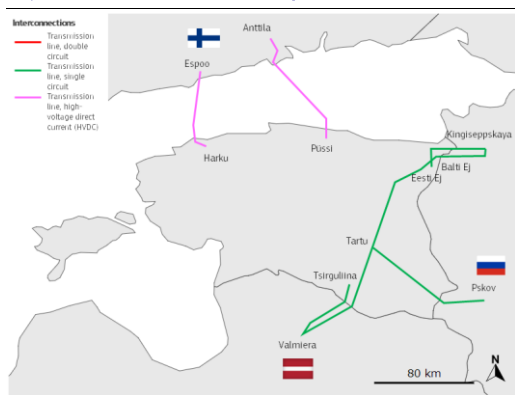 Interconnections
Transmission
line, double
circuit
Transmission
line, single
circuit
Transmission
line, high-
voltage direct
current (HVDC)
Anttila
Espoo
Harku
Püssi
Kingiseppskaya
Balti Ej
Eesti Ej
Tartu
Tsirguliina
Pskov
Valmiera
80 km
N